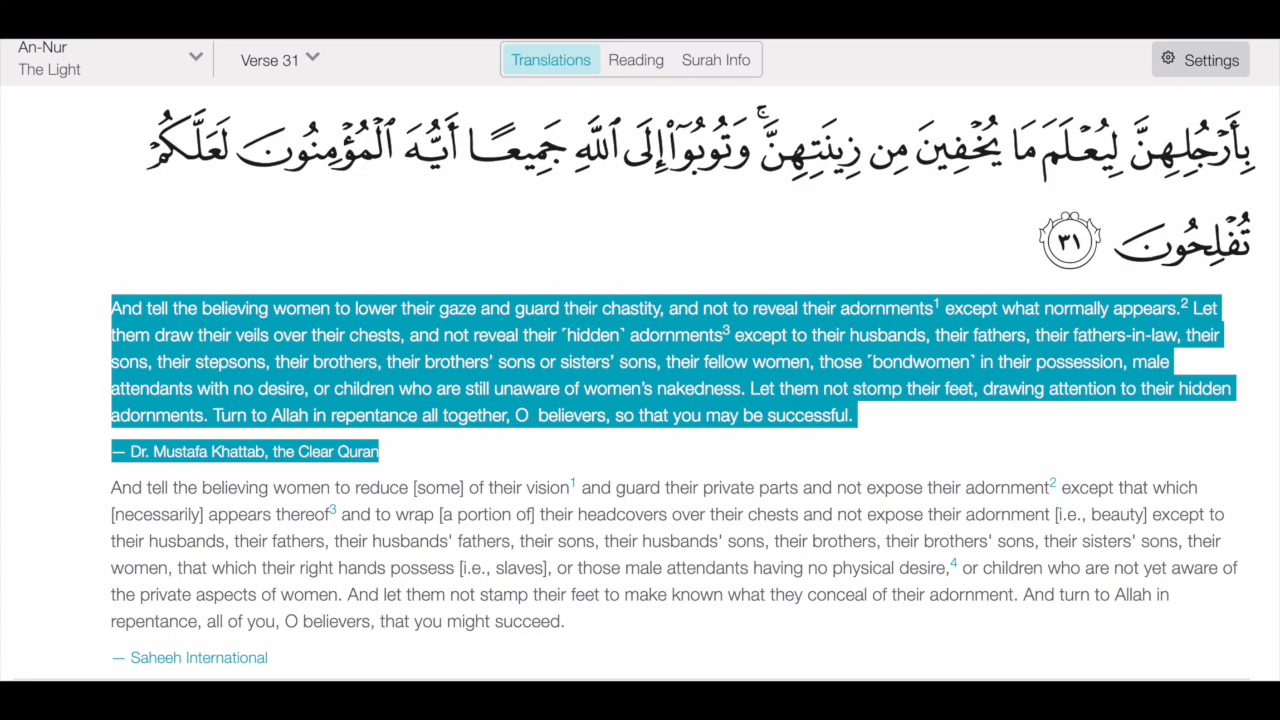 An-Nur
The Light
Verse 31
Translations Reading Surah Info
Settings
بِأَرْجُلِهِنَّ لِيُعْلَمَ مَا يُخْفِينَ مِن زِينَتِهِنَّ ۚ وَتُوبُوٓا۟ إِلَى ٱللَّهِ جَمِيعًا أَيُّهَ ٱلْمُؤْمِنُونَ لَعَلَّكُمْ
تُفْلِحُونَ ٣١
And tell the believing women to lower their gaze and guard their chastity, and not to reveal their adornments1 except what normally appears.2 Let
them draw their veils over their chests, and not reveal their ˹hidden˺ adornments3 except to their husbands, their fathers, their fathers-in-law, their
sons, their stepsons, their brothers, their brothers’ sons or sisters’ sons, their fellow women, those ˹bondwomen˺ in their possession, male
attendants with no desire, or children who are still unaware of women’s nakedness. Let them not stomp their feet, drawing attention to their hidden
adornments. Turn to Allah in repentance all together, O believers, so that you may be successful.
— Dr. Mustafa Khattab, the Clear Quran
And tell the believing women to reduce [some] of their vision1 and guard their private parts and not expose their adornment2 except that which
[necessarily] appears thereof3 and to wrap [a portion of] their headcovers over their chests and not expose their adornment [i.e., beauty] except to
their husbands, their fathers, their husbands' fathers, their sons, their husbands' sons, their brothers, their brothers' sons, their sisters' sons, their
women, that which their right hands possess [i.e., slaves], or those male attendants having no physical desire,4 or children who are not yet aware of
the private aspects of women. And let them not stamp their feet to make known what they conceal of their adornment. And turn to Allah in
repentance, all of you, O believers, that you might succeed.
— Saheeh International